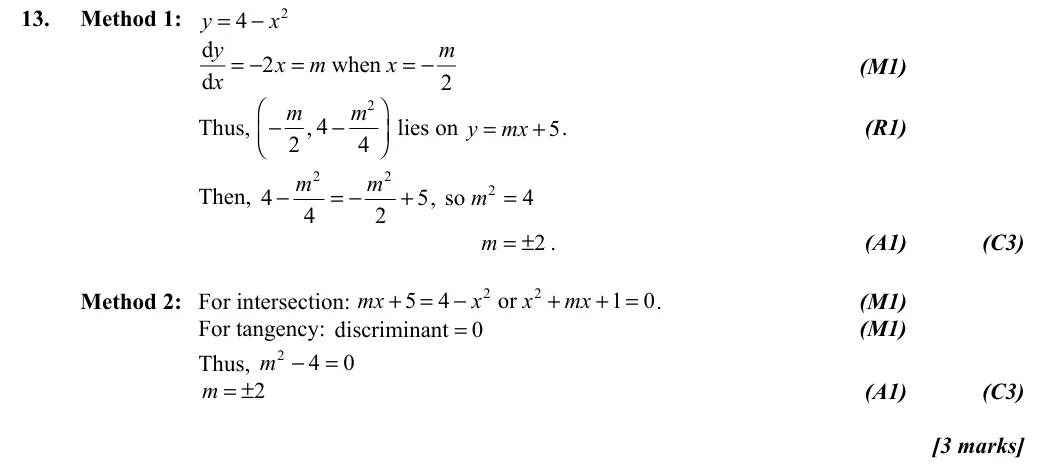 13. Method 1: y = 4 − x²
dy/dx = −2x = m when x = −m/2 (M1)
Thus, (−m/2, 4 − m²/4) lies on y = mx + 5. (R1)
Then, 4 − m²/4 = −m²/2 + 5, so m² = 4
m = ±2 . (A1) (C3)
Method 2: For intersection: mx + 5 = 4 − x² or x² + mx + 1 = 0. (M1)
For tangency: discriminant = 0 (M1)
Thus, m² − 4 = 0
m = ±2 (A1) (C3)
[3 marks]